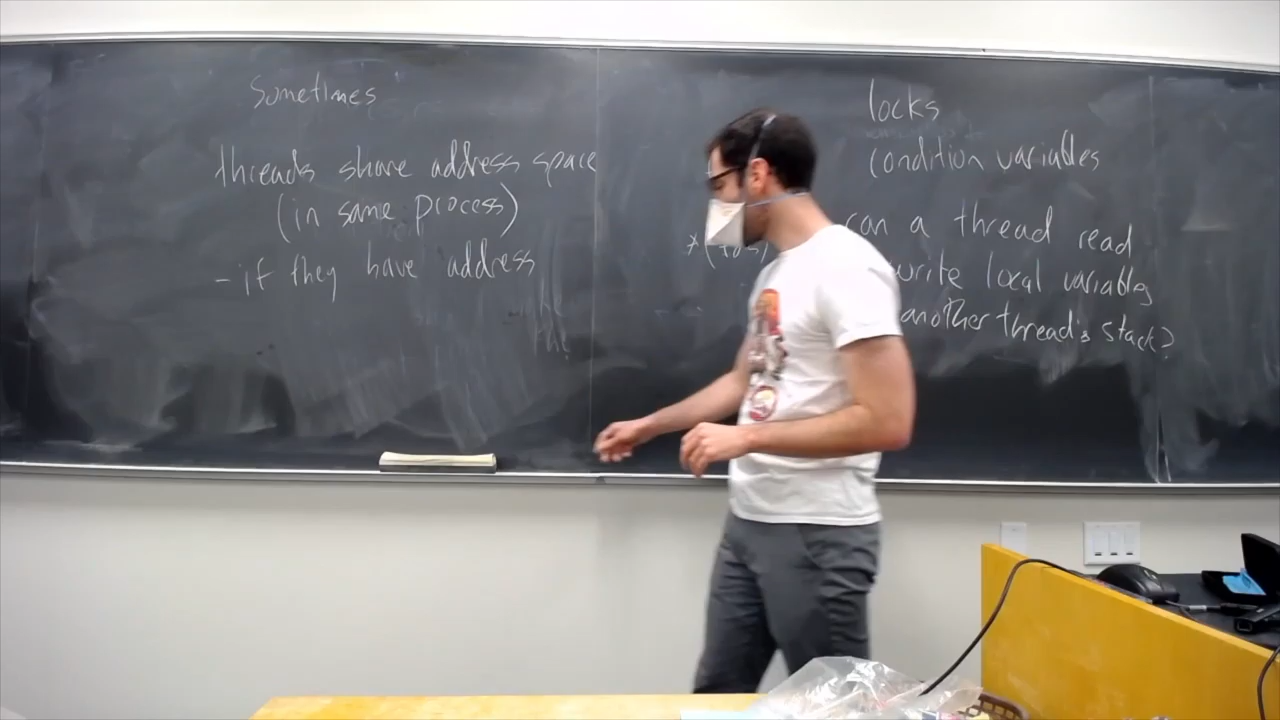 Sometimes
threads share address space
(in same process)
- if they have address
the
locks
condition variables
can a thread read
write local variables
another thread's stack?